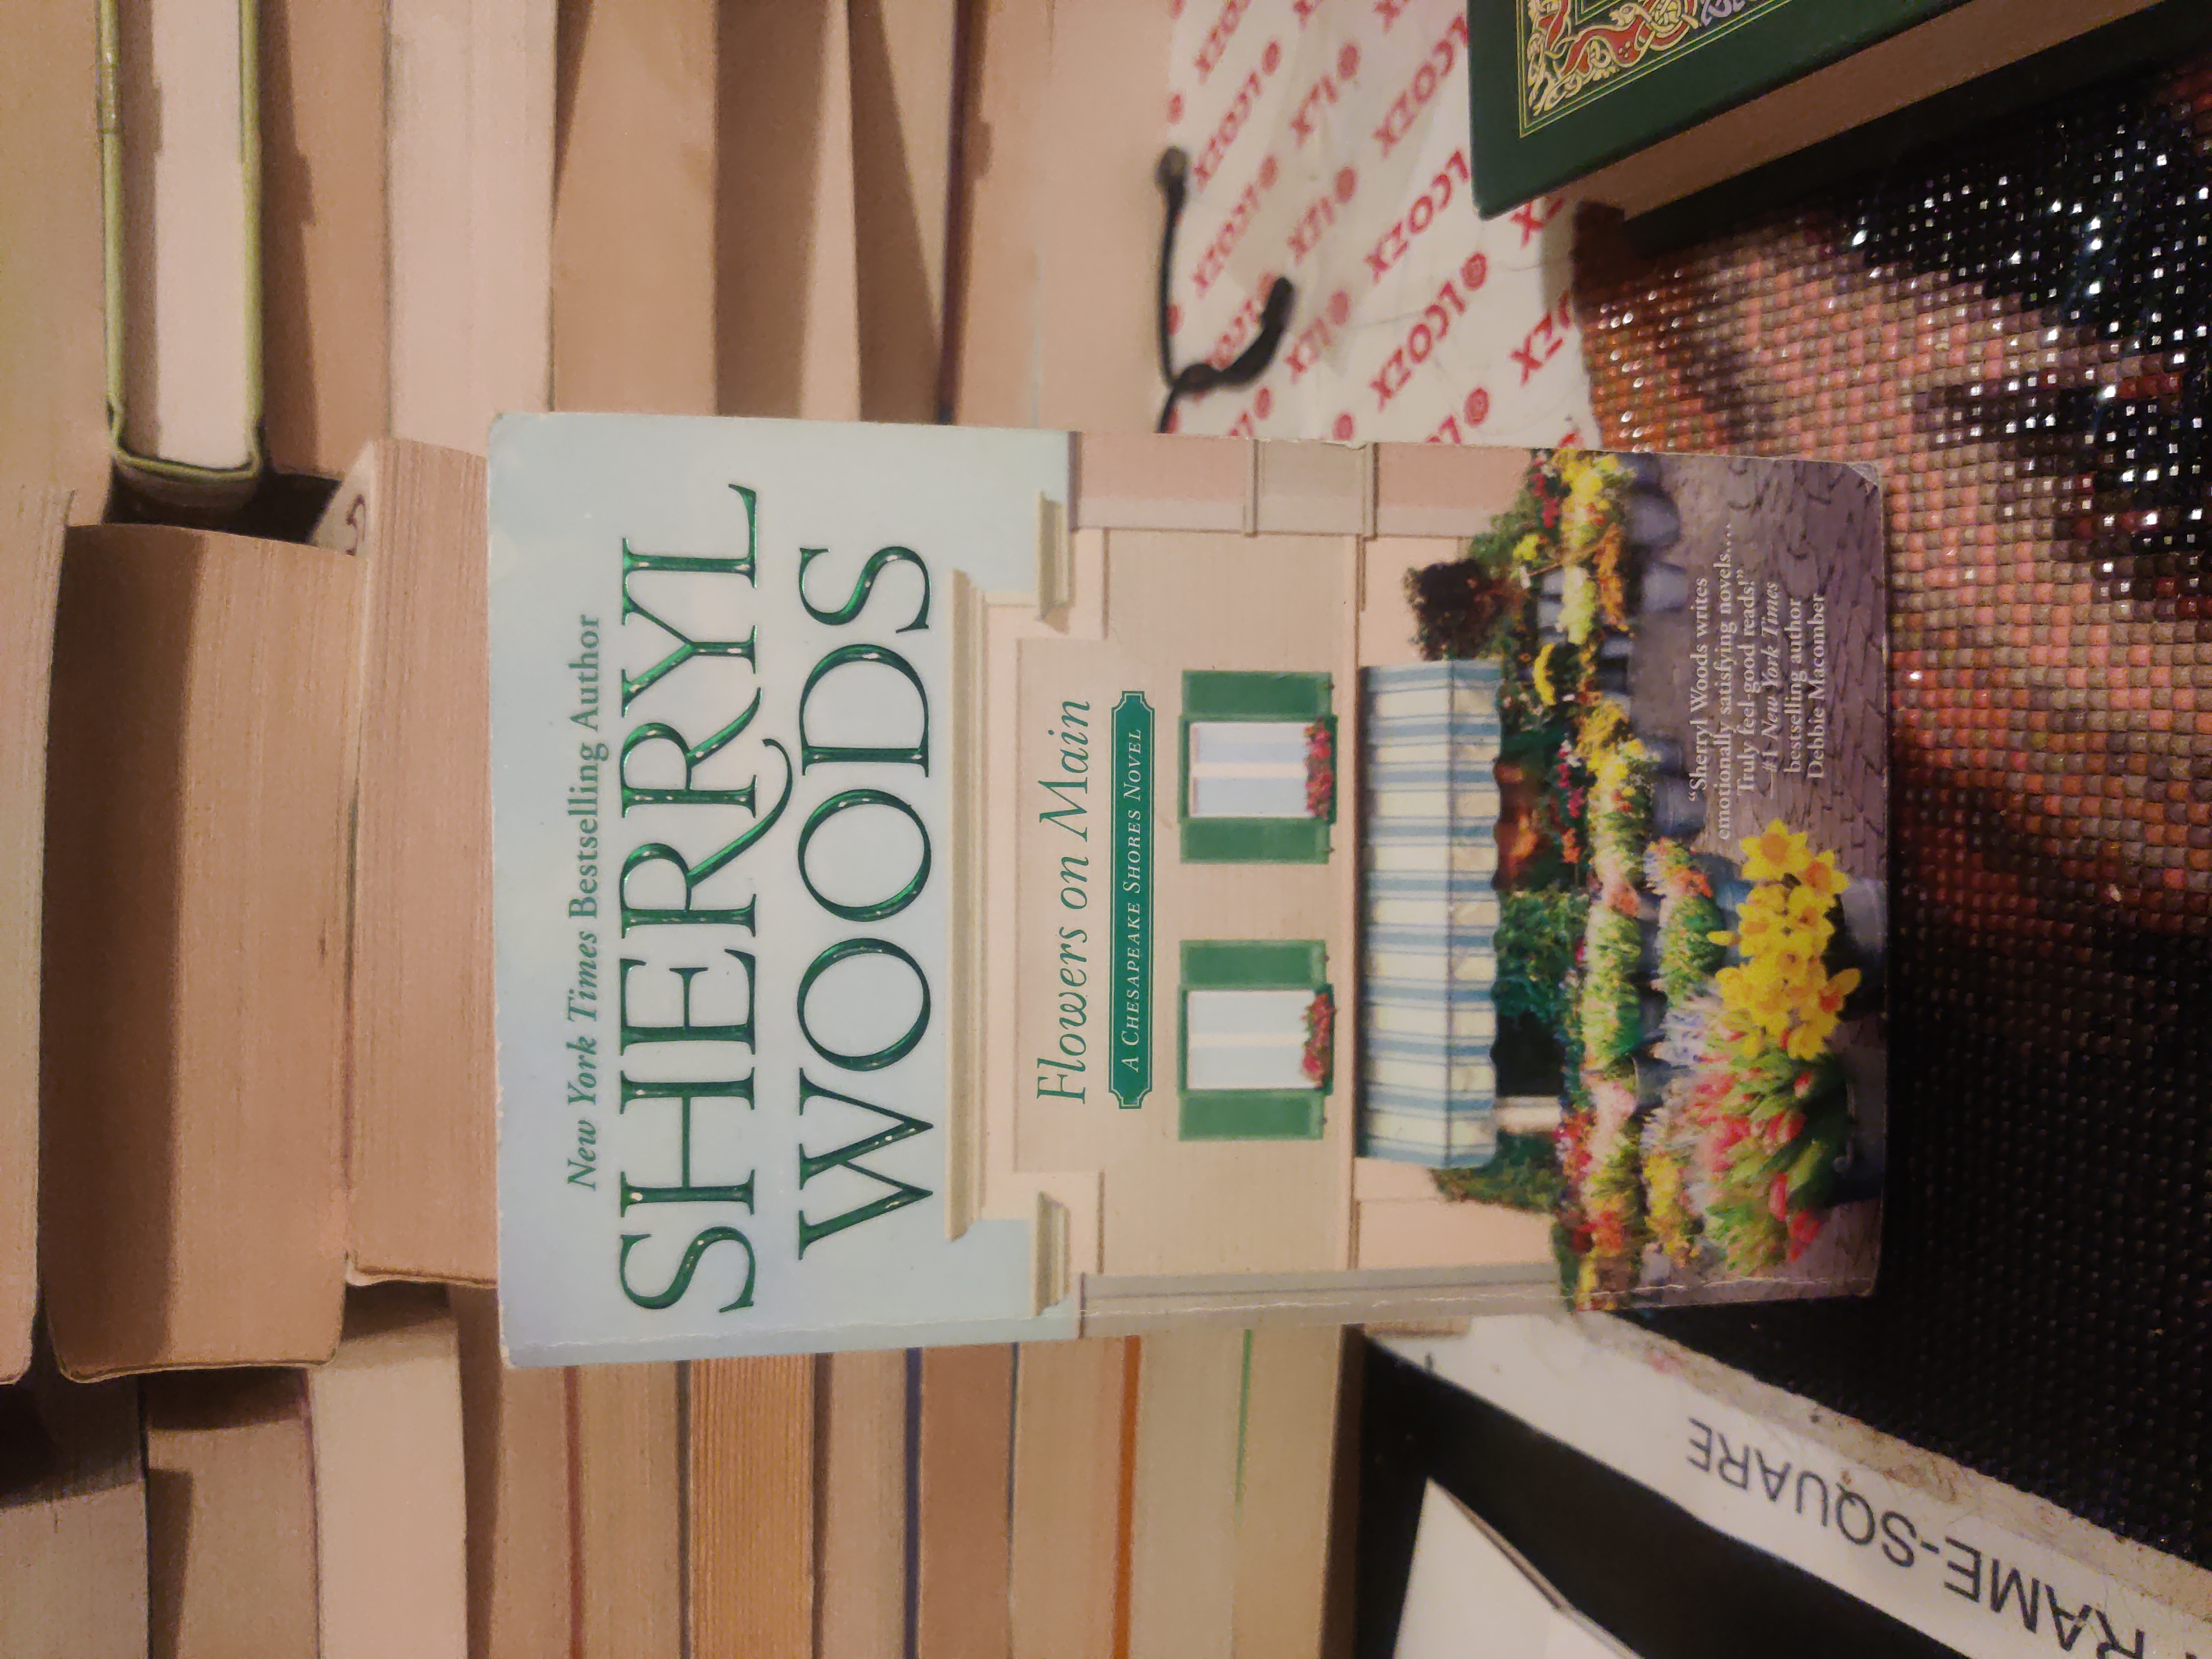 New York Times Bestselling Author
SHERRYL
WOODS
Flowers on Main
A CHESAPEAKE SHORES NOVEL
“Sherryl Woods writes
emotionally satisfying novels....
Truly feel-good reads!”
—#1 New York Times
bestselling author
Debbie Macomber
RAME-SQUARE